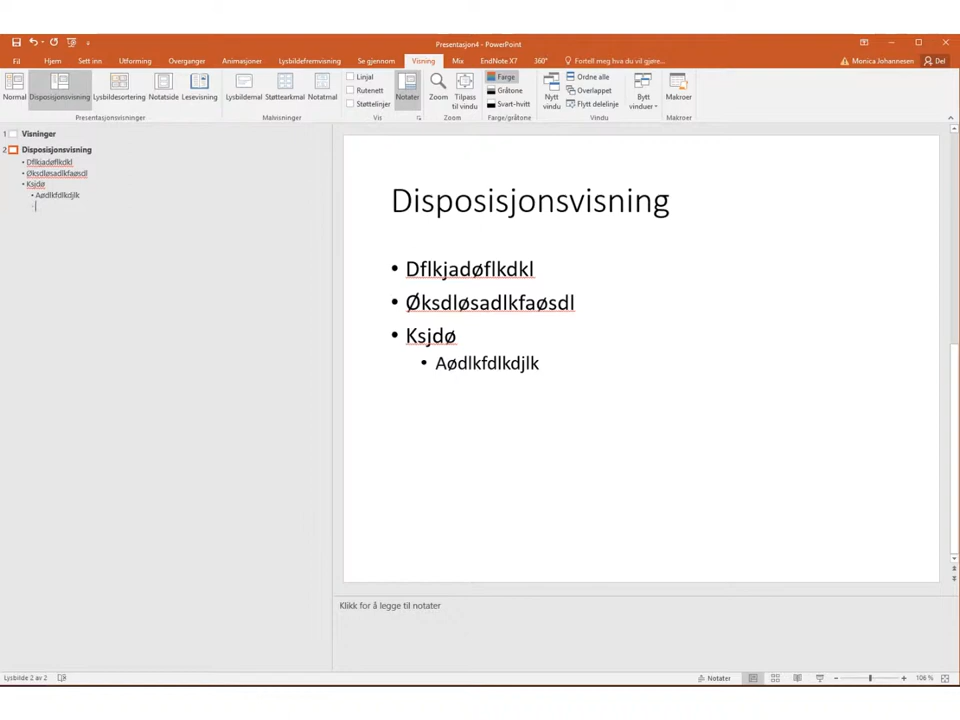 Presentasjon4 - PowerPoint
Fil Hjem Sett inn Utforming Overganger Animasjoner Lysbildefremvisning Se gjennom Visning Mix EndNote X7 360° Fortell meg hva du vil gjøre... Monica Johannesen Del
Normal Disposisjonsvisning Lysbildesortering Notatside Lesevisning
Presentasjonsvisninger
Lysbildemal Støttearkmal Notatmal
Malvisninger
Linjal
Rutenett
Støttelinjer
Vis
Notater
Zoom Tilpass til vindu
Zoom
Farge
Gråtone
Svart-hvitt
Farge/gråtone
Nytt vindu
Ordne alle
Overlappet
Flytt delelinje
Bytt vinduer
Vindu
Makroer
Makroer
1 Visninger
2 Disposisjonsvisning
• Dflkjadøflkdkl
• Øksdløsadlkfaøsdl
• Ksjdø
• Aødlkfdlkdjlk
Disposisjonsvisning
• Dflkjadøflkdkl
• Øksdløsadlkfaøsdl
• Ksjdø
• Aødlkfdlkdjlk
Klikk for å legge til notater
Lysbilde 2 av 2 Notater 106 %